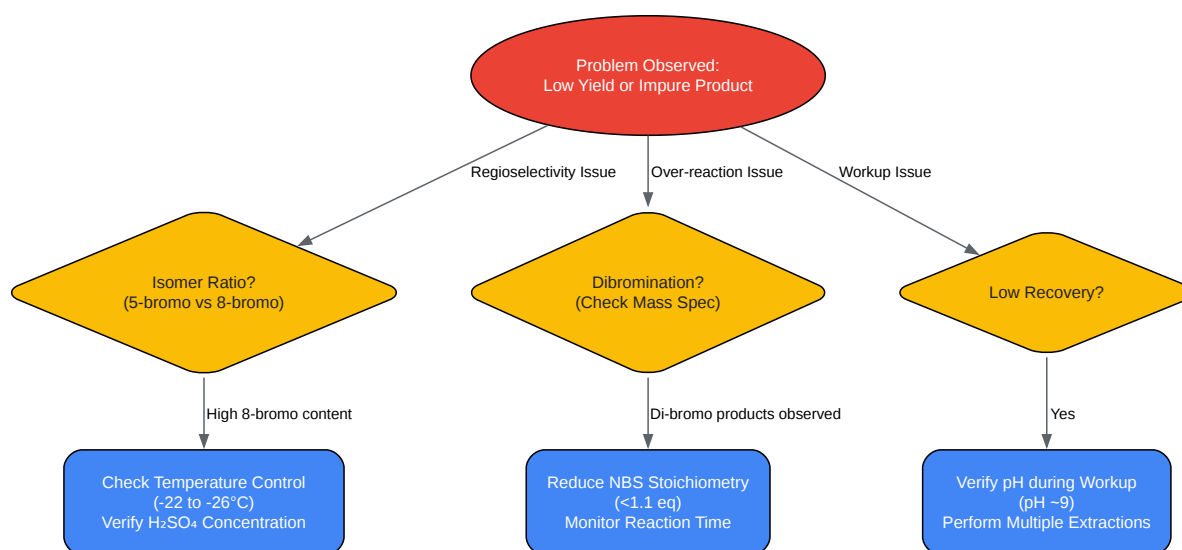 Problem Observed:
Low Yield or Impure Product
Regioselectivity Issue
Over-reaction Issue
Workup Issue
Isomer Ratio?
(5-bromo vs 8-bromo)
Dibromination?
(Check Mass Spec)
Low Recovery?
High 8-bromo content
Di-bromo products observed
Yes
Check Temperature Control
(-22 to -26°C)
Verify H₂SO₄ Concentration
Reduce NBS Stoichiometry
(<1.1 eq)
Monitor Reaction Time
Verify pH during Workup
(pH ~9)
Perform Multiple Extractions